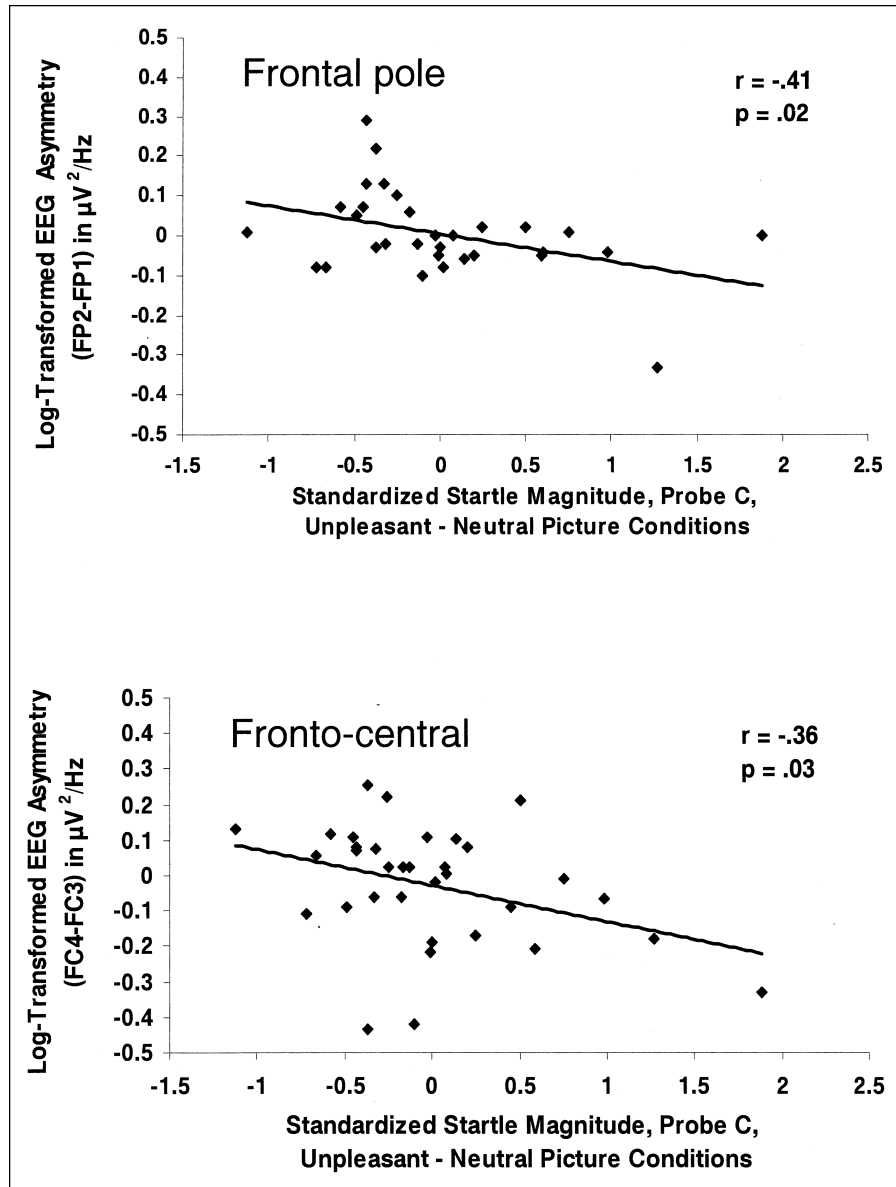 Frontal pole
r = -.41
p = .02
Log-Transformed EEG Asymmetry
(FP2-FP1) in µV²/Hz
0.5
0.4
0.3
0.2
0.1
0
-0.1
-0.2
-0.3
-0.4
-0.5
-1.5 -1 -0.5 0 0.5 1 1.5 2 2.5
Standardized Startle Magnitude, Probe C,
Unpleasant - Neutral Picture Conditions
Fronto-central
r = -.36
p = .03
Log-Transformed EEG Asymmetry
(FC4-FC3) in µV²/Hz
0.5
0.4
0.3
0.2
0.1
0
-0.1
-0.2
-0.3
-0.4
-0.5
-1.5 -1 -0.5 0 0.5 1 1.5 2 2.5
Standardized Startle Magnitude, Probe C,
Unpleasant - Neutral Picture Conditions